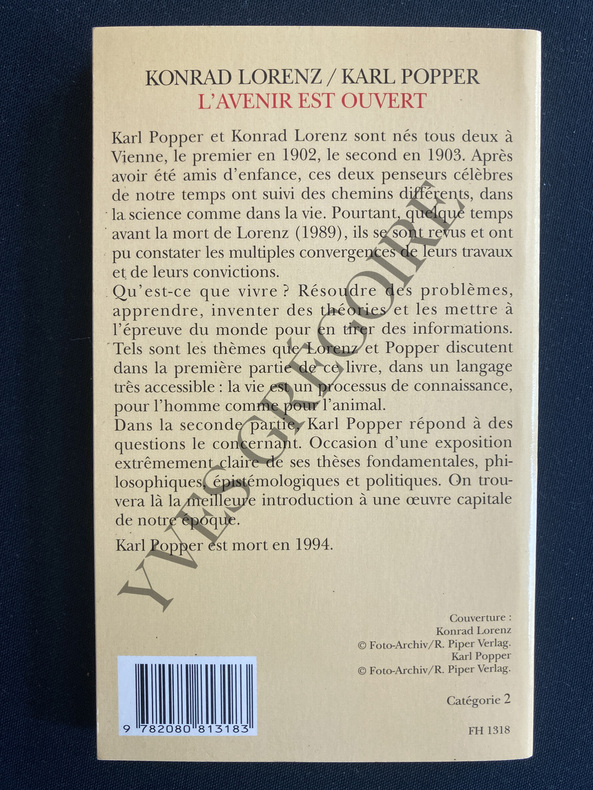 KONRAD LORENZ / KARL POPPER
L'AVENIR EST OUVERT
Karl Popper et Konrad Lorenz sont nés tous deux à
Vienne, le premier en 1902, le second en 1903. Après
avoir été amis d'enfance, ces deux penseurs célèbres
de notre temps ont suivi des chemins différents, dans
la science comme dans la vie. Pourtant, quelque temps
avant la mort de Lorenz (1989), ils se sont revus et ont
pu constater les multiples convergences de leurs travaux
et de leurs convictions.
Qu'est-ce que vivre ? Résoudre des problèmes,
apprendre, inventer des théories et les mettre à
l'épreuve du monde pour en tirer des informations.
Tels sont les thèmes que Lorenz et Popper discutent
dans la première partie de ce livre, dans un langage
très accessible : la vie est un processus de connaissance,
pour l'homme comme pour l'animal.
Dans la seconde partie, Karl Popper répond à des
questions le concernant. Occasion d'une exposition
extrêmement claire de ses thèses fondamentales, phi-
losophiques, épistémologiques et politiques. On trou-
vera là la meilleure introduction à une œuvre capitale
de notre époque.
Karl Popper est mort en 1994.
YVES GRÉGOIRE
Couverture :
Konrad Lorenz
© Foto-Archiv/R. Piper Verlag.
Karl Popper
© Foto-Archiv/R. Piper Verlag.
Catégorie 2
FH 1318
9 782080 813183